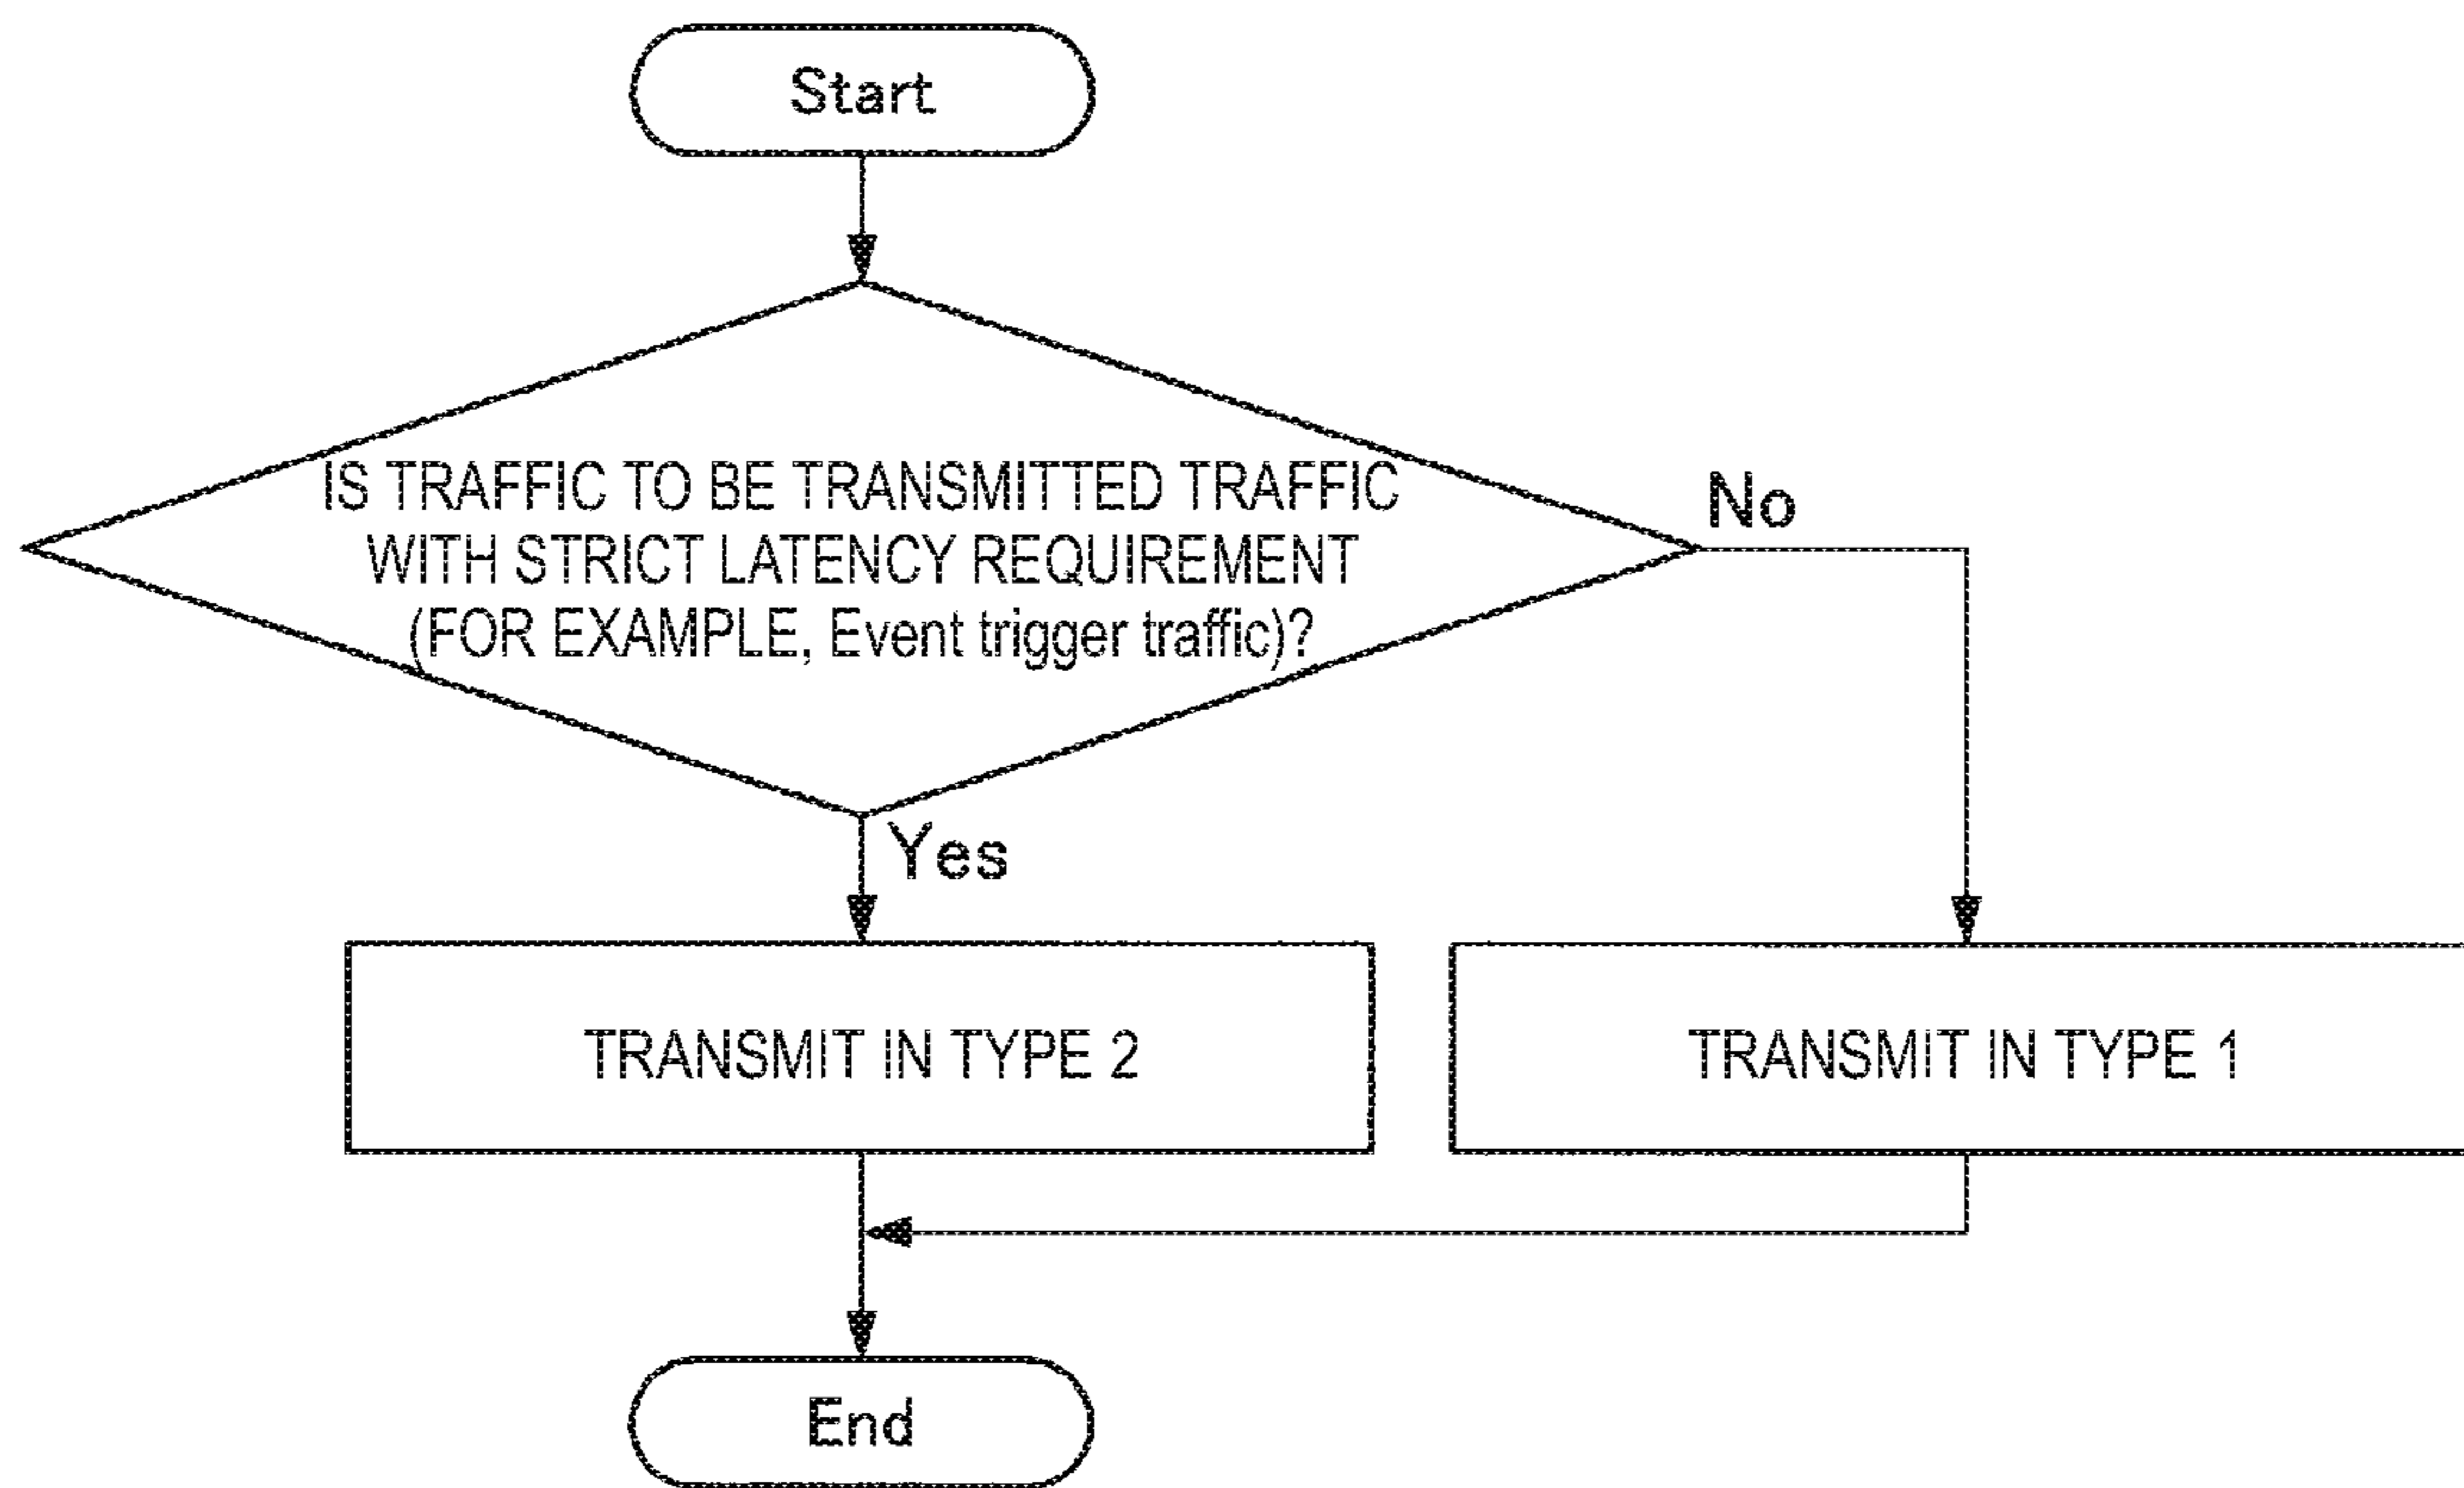 Start
IS TRAFFIC TO BE TRANSMITTED TRAFFIC
WITH STRICT LATENCY REQUIREMENT
(FOR EXAMPLE, Event trigger traffic)?
No
Yes
TRANSMIT IN TYPE 2
TRANSMIT IN TYPE 1
End